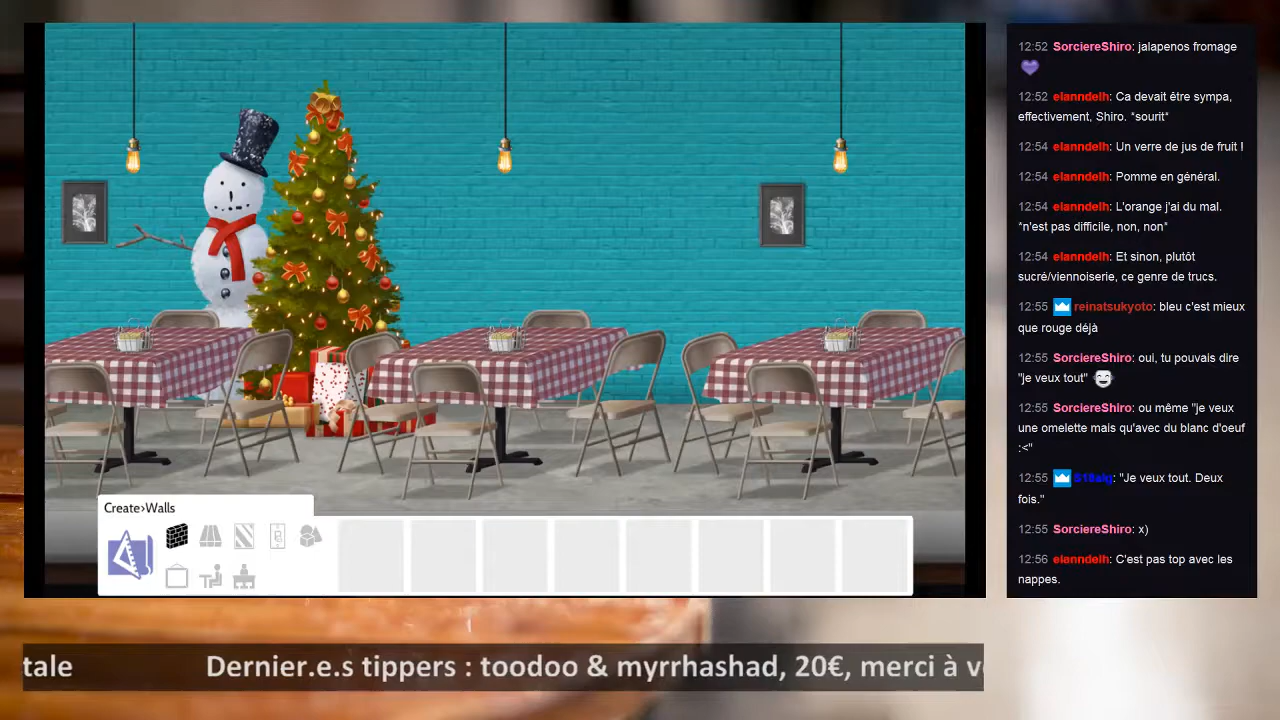 12:52 SorciereShiro: jalapenos fromage
12:52 elanndelh: Ca devait être sympa,
effectivement, Shiro. *sourit*
12:54 elanndelh: Un verre de jus de fruit !
12:54 elanndelh: Pomme en général.
12:54 elanndelh: L'orange j'ai du mal.
*n'est pas difficile, non, non*
12:54 elanndelh: Et sinon, plutôt
sucré/viennoiserie, ce genre de trucs.
12:55 reinatsukyoto: bleu c'est mieux
que rouge déjà
12:55 SorciereShiro: oui, tu pouvais dire
"je veux tout"
12:55 SorciereShiro: ou même "je veux
une omelette mais qu'avec du blanc d'oeuf
:<"
12:55 : "Je veux tout. Deux
fois."
12:55 SorciereShiro: x)
12:56 elanndelh: C'est pas top avec les
nappes.
Create›Walls
tale Dernier.e.s tippers : toodoo & myrrhashad, 20€, merci à